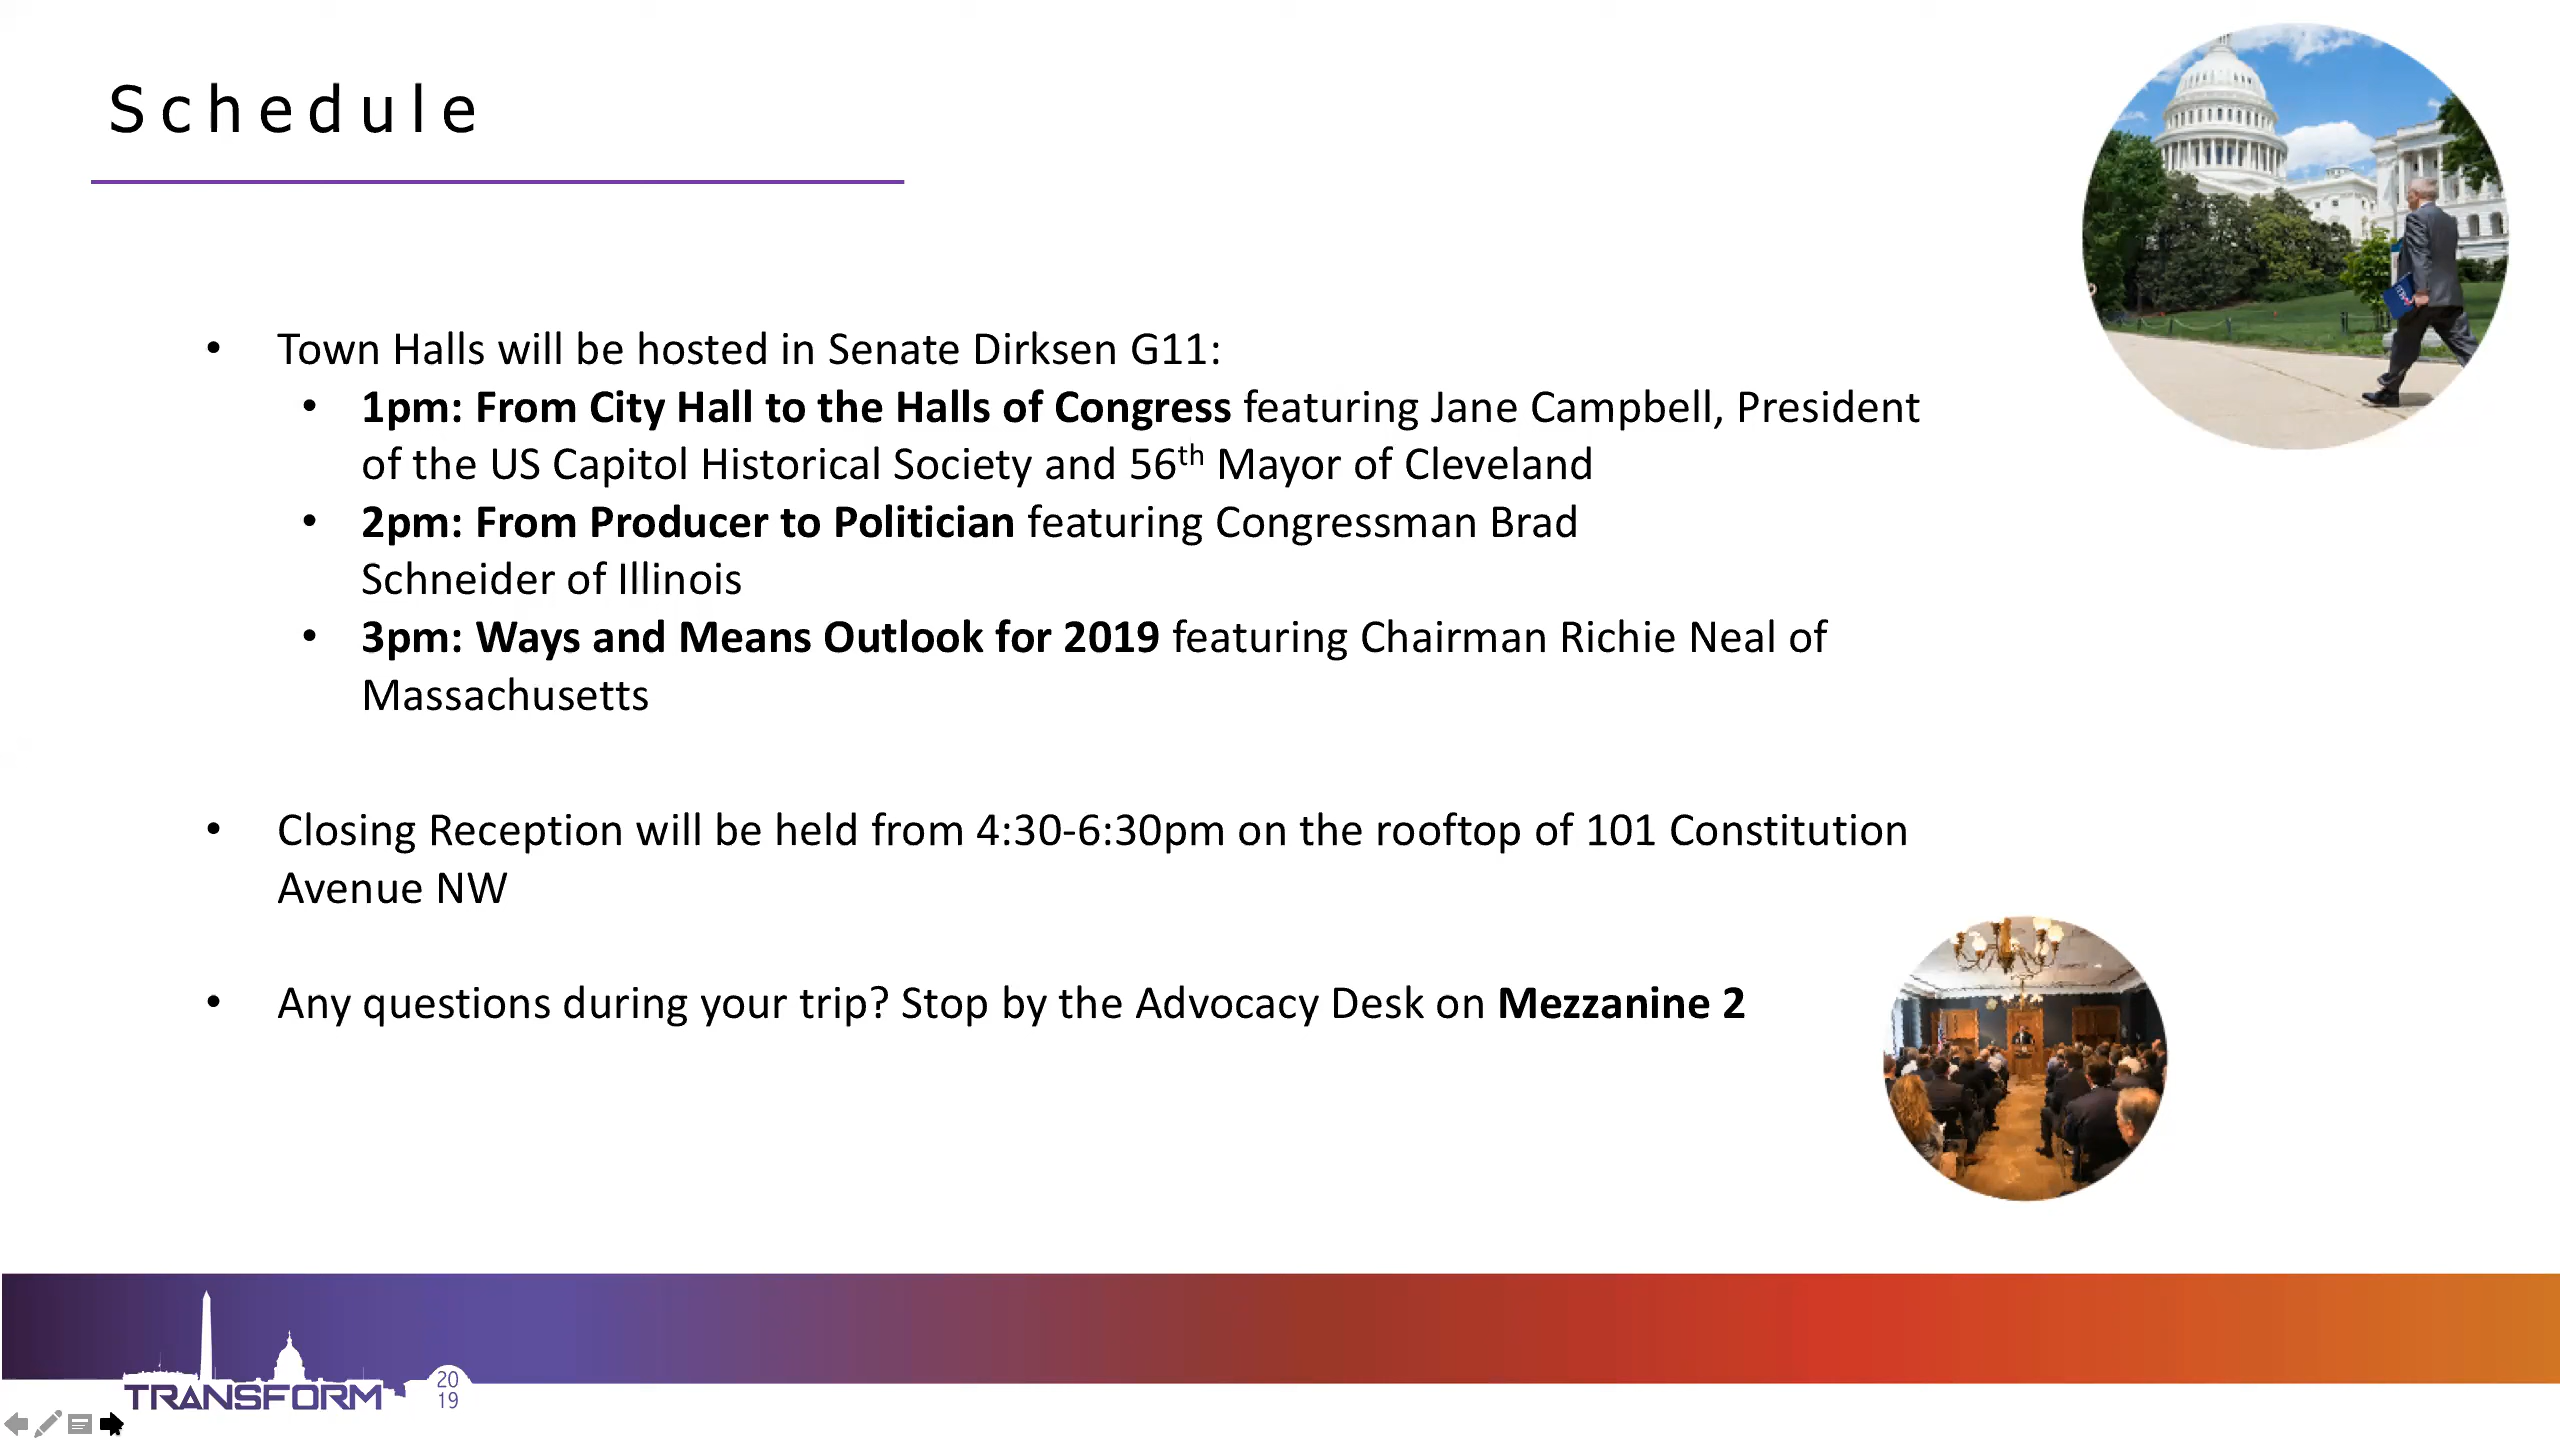 Schedule
• Town Halls will be hosted in Senate Dirksen G11:
• 1pm: From City Hall to the Halls of Congress featuring Jane Campbell, President
of the US Capitol Historical Society and 56th Mayor of Cleveland
• 2pm: From Producer to Politician featuring Congressman Brad
Schneider of Illinois
• 3pm: Ways and Means Outlook for 2019 featuring Chairman Richie Neal of
Massachusetts
• Closing Reception will be held from 4:30-6:30pm on the rooftop of 101 Constitution
Avenue NW
• Any questions during your trip? Stop by the Advocacy Desk on Mezzanine 2
TRANSFORM
20
19